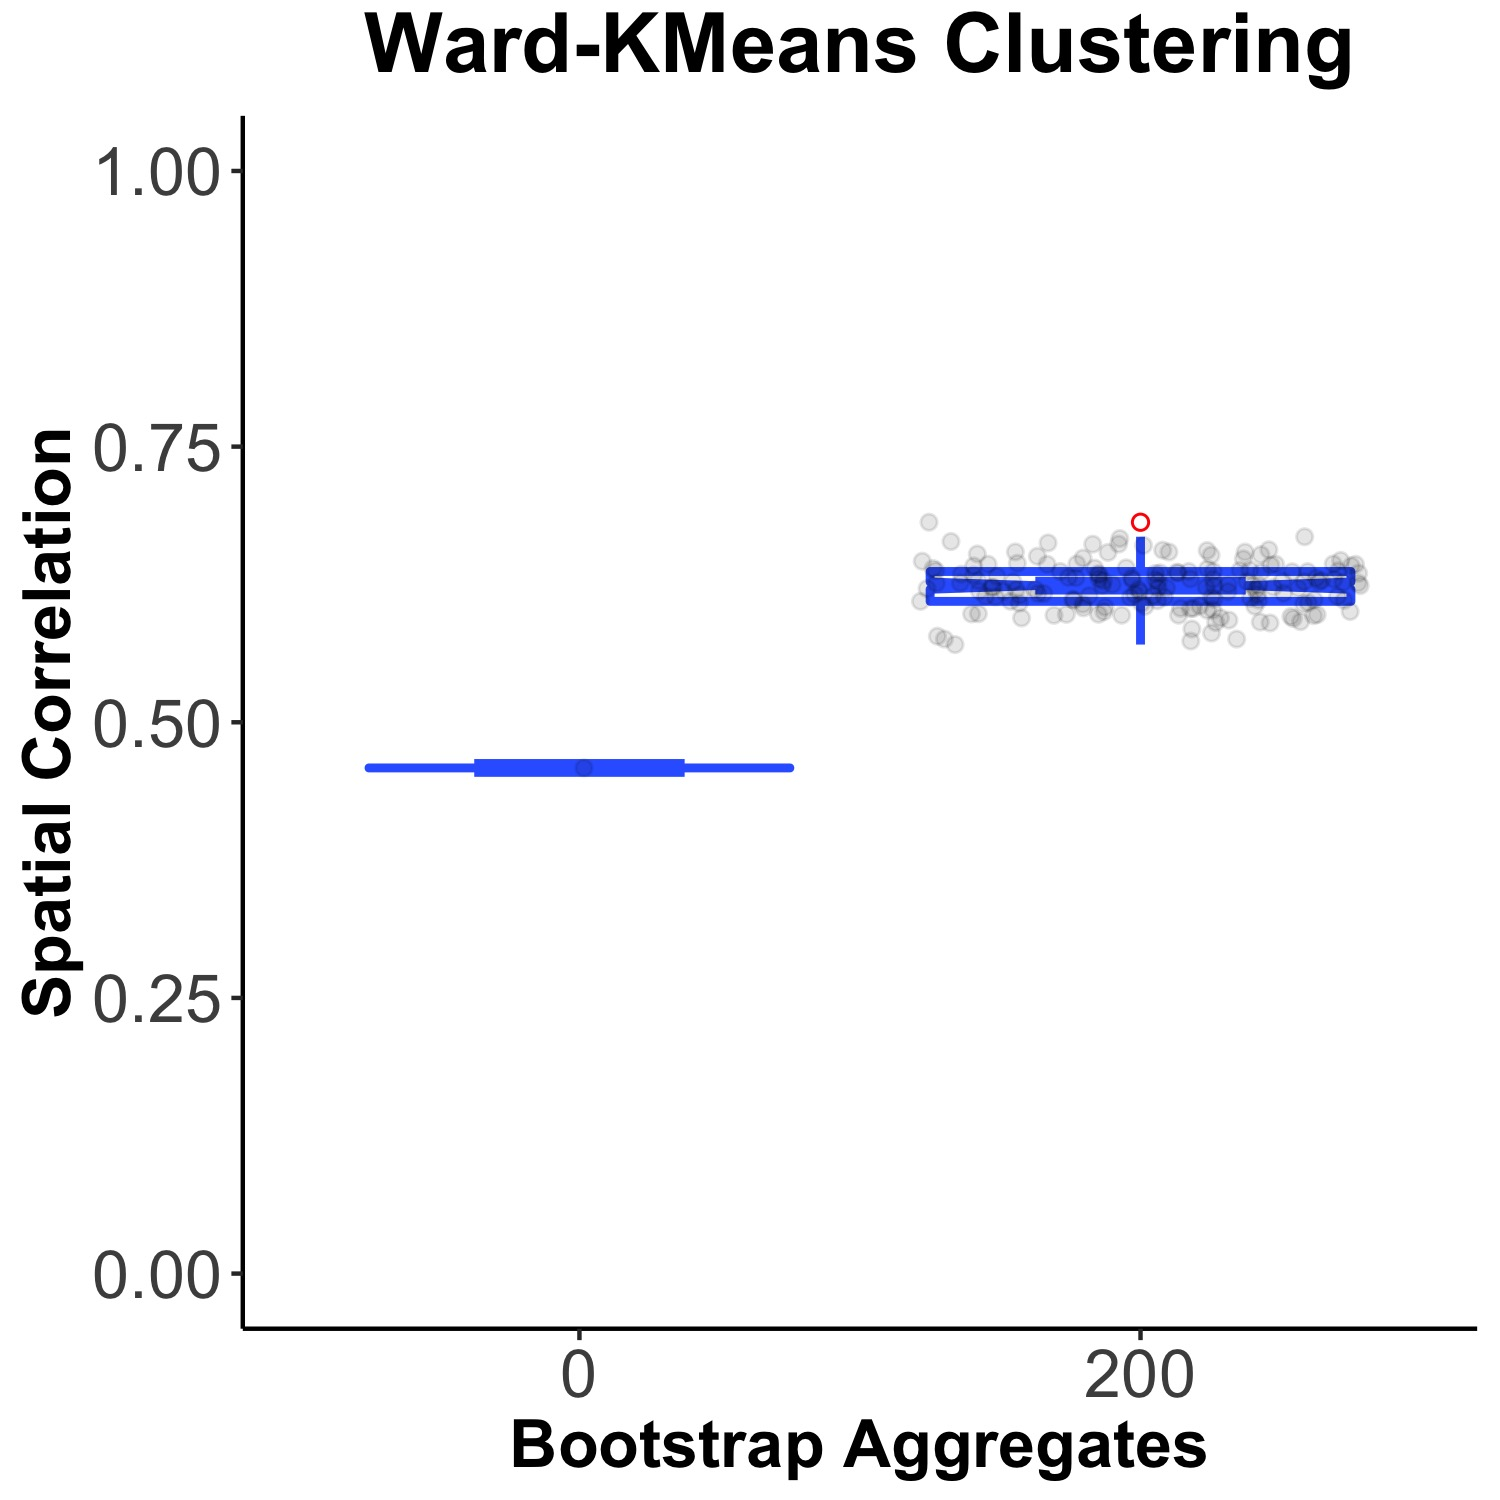 Ward-KMeans Clustering
Spatial Correlation
1.00
0.75
0.50
0.25
0.00
0
200
Bootstrap Aggregates